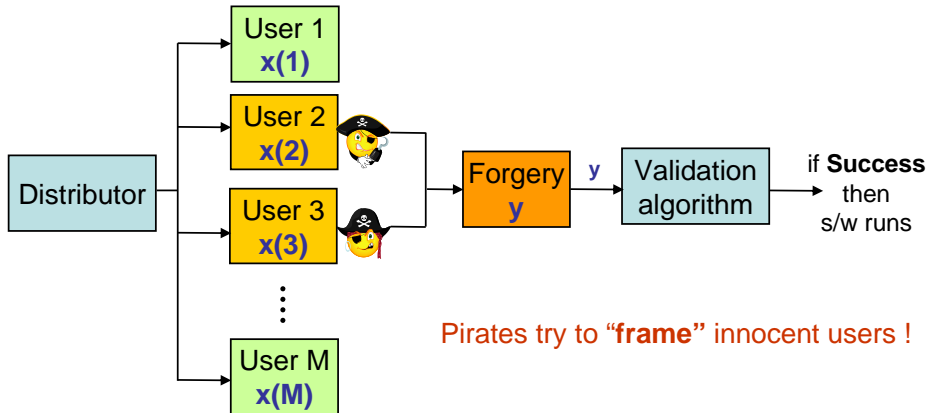 User 1
x(1)
User 2
x(2)
Distributor
User 3
x(3)
Forgery
y
y
Validation
algorithm
if Success
then
s/w runs
Pirates try to “frame” innocent users !
User M
x(M)